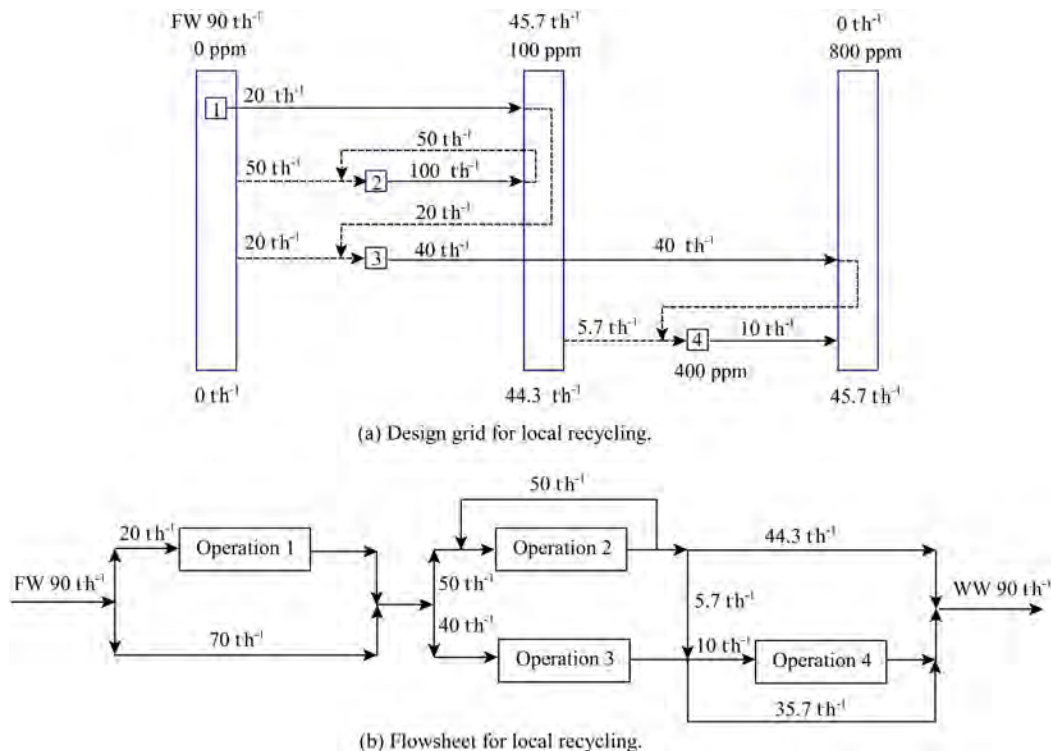 FW 90 th⁻¹ 45.7 th⁻¹ 0 th⁻¹
0 ppm 100 ppm 800 ppm
1 20 th⁻¹
50 th⁻¹
50 th⁻¹ 2 100 th⁻¹
20 th⁻¹
20 th⁻¹ 3 40 th⁻¹ 40 th⁻¹
5.7 th⁻¹ 4 10 th⁻¹
400 ppm
0 th⁻¹ 44.3 th⁻¹ 45.7 th⁻¹
(a) Design grid for local recycling.
50 th⁻¹
20 th⁻¹ Operation 1 Operation 2 44.3 th⁻¹
FW 90 th⁻¹ 50 th⁻¹ 5.7 th⁻¹ WW 90 th⁻¹
70 th⁻¹ 40 th⁻¹ Operation 3 10 th⁻¹ Operation 4
35.7 th⁻¹
(b) Flowsheet for local recycling.